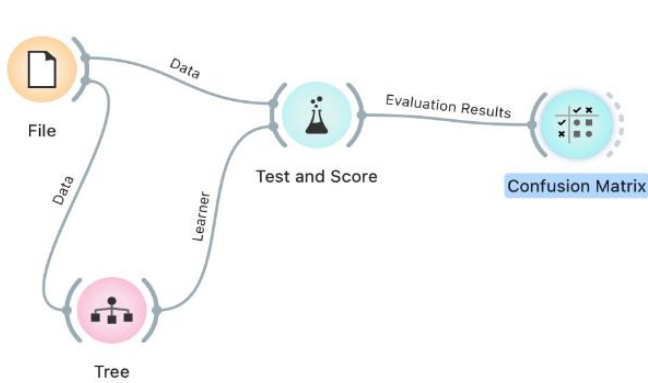 Data
File
Evaluation Results
Test and Score
Confusion Matrix
Data
Learner
Tree